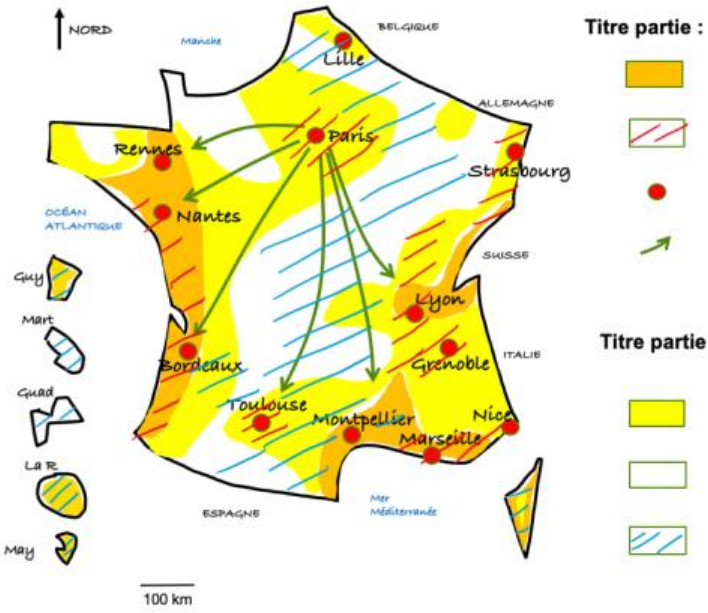 NORD
Manche
BELGIQUE
Lille
ALLEMAGNE
Paris
Rennes
Strasbourg
Nantes
OCÉAN
ATLANTIQUE
SUISSE
Guy
Lyon
Mart
ITALIE
Bordeaux
Grenoble
Guad
Toulouse
Montpellier
Nice
Marseille
La R
Mer
Méditerranée
ESPAGNE
May
100 km
Titre partie :
Titre partie